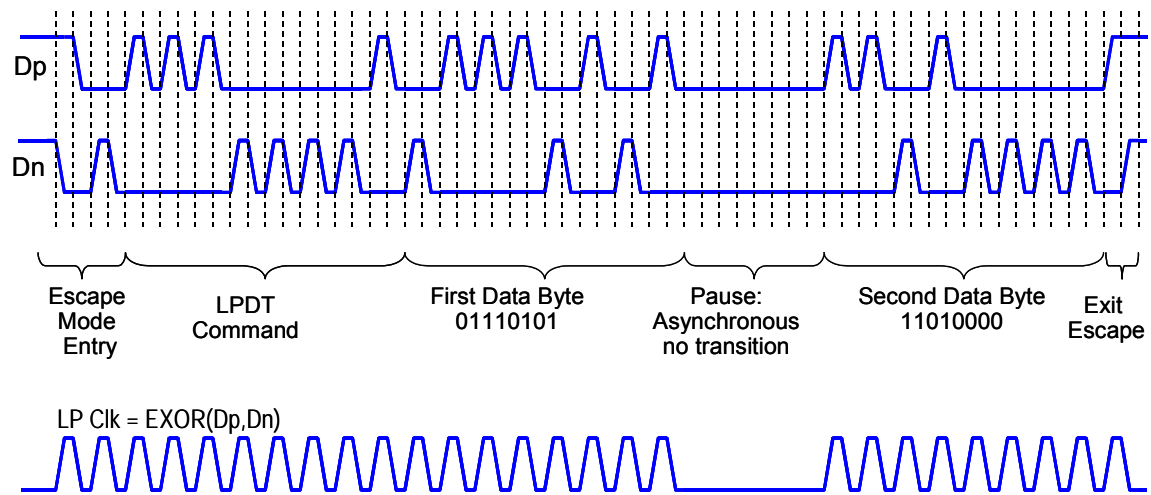 Dp
Dn
Escape
Mode
Entry
LPDT
Command
First Data Byte
01110101
Pause:
Asynchronous
no transition
Second Data Byte
11010000
Exit
Escape
LP Clk = EXOR(Dp,Dn)